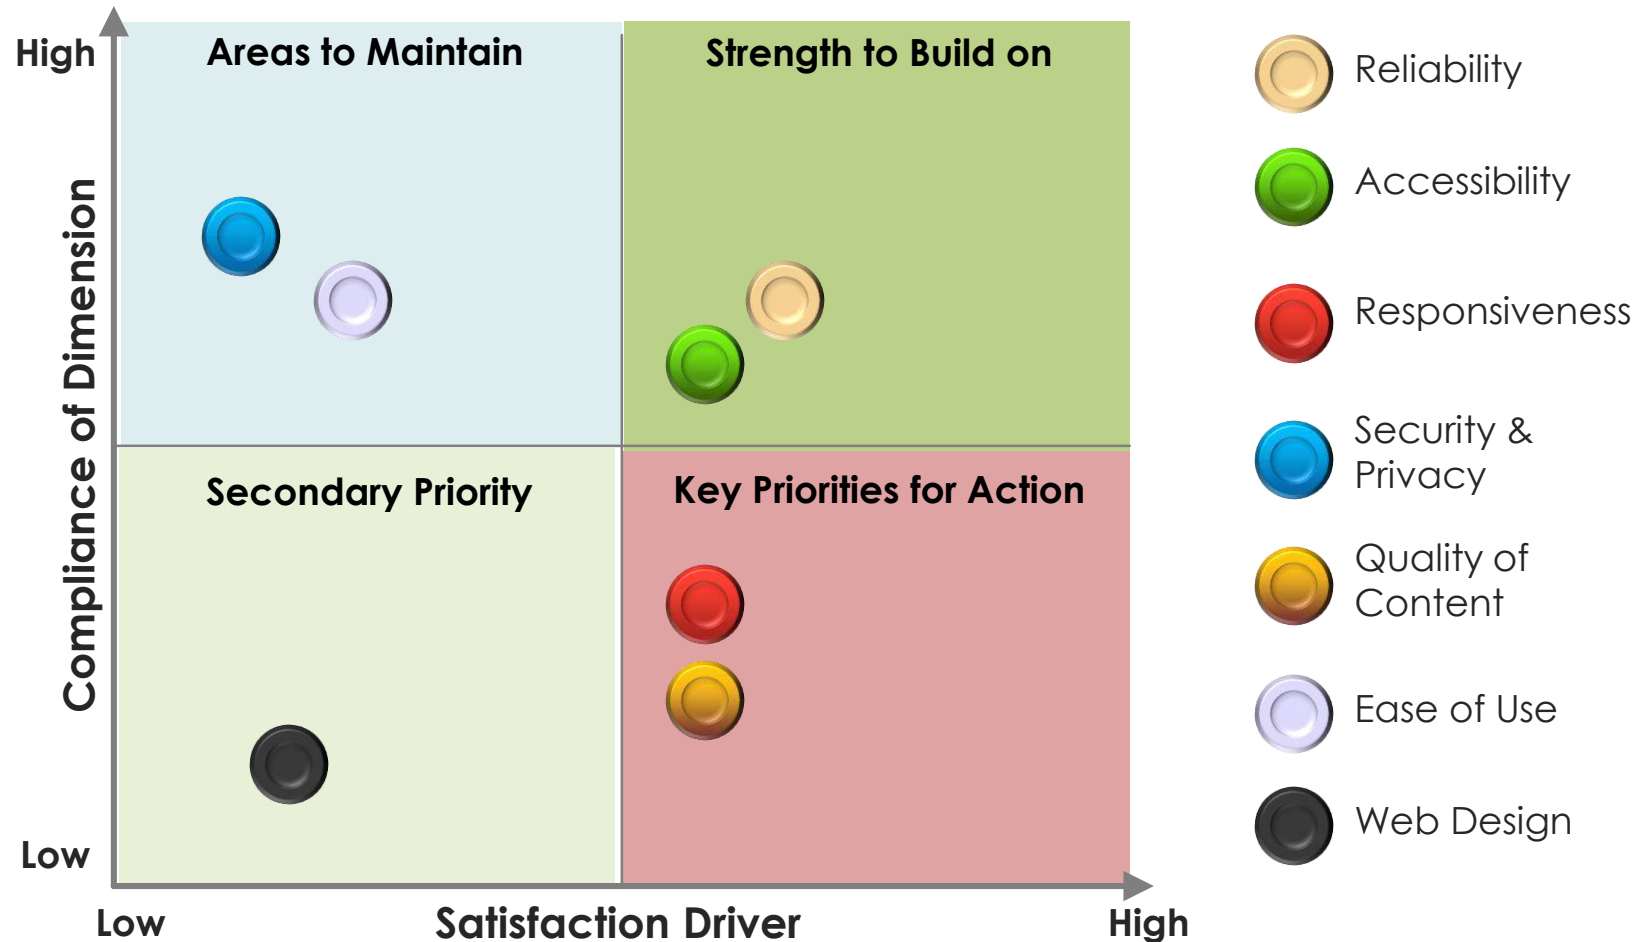 High
Areas to Maintain
Strength to Build on
Compliance of Dimension
Secondary Priority
Key Priorities for Action
Low
Low
Satisfaction Driver
High
Reliability
Accessibility
Responsiveness
Security &
Privacy
Quality of
Content
Ease of Use
Web Design